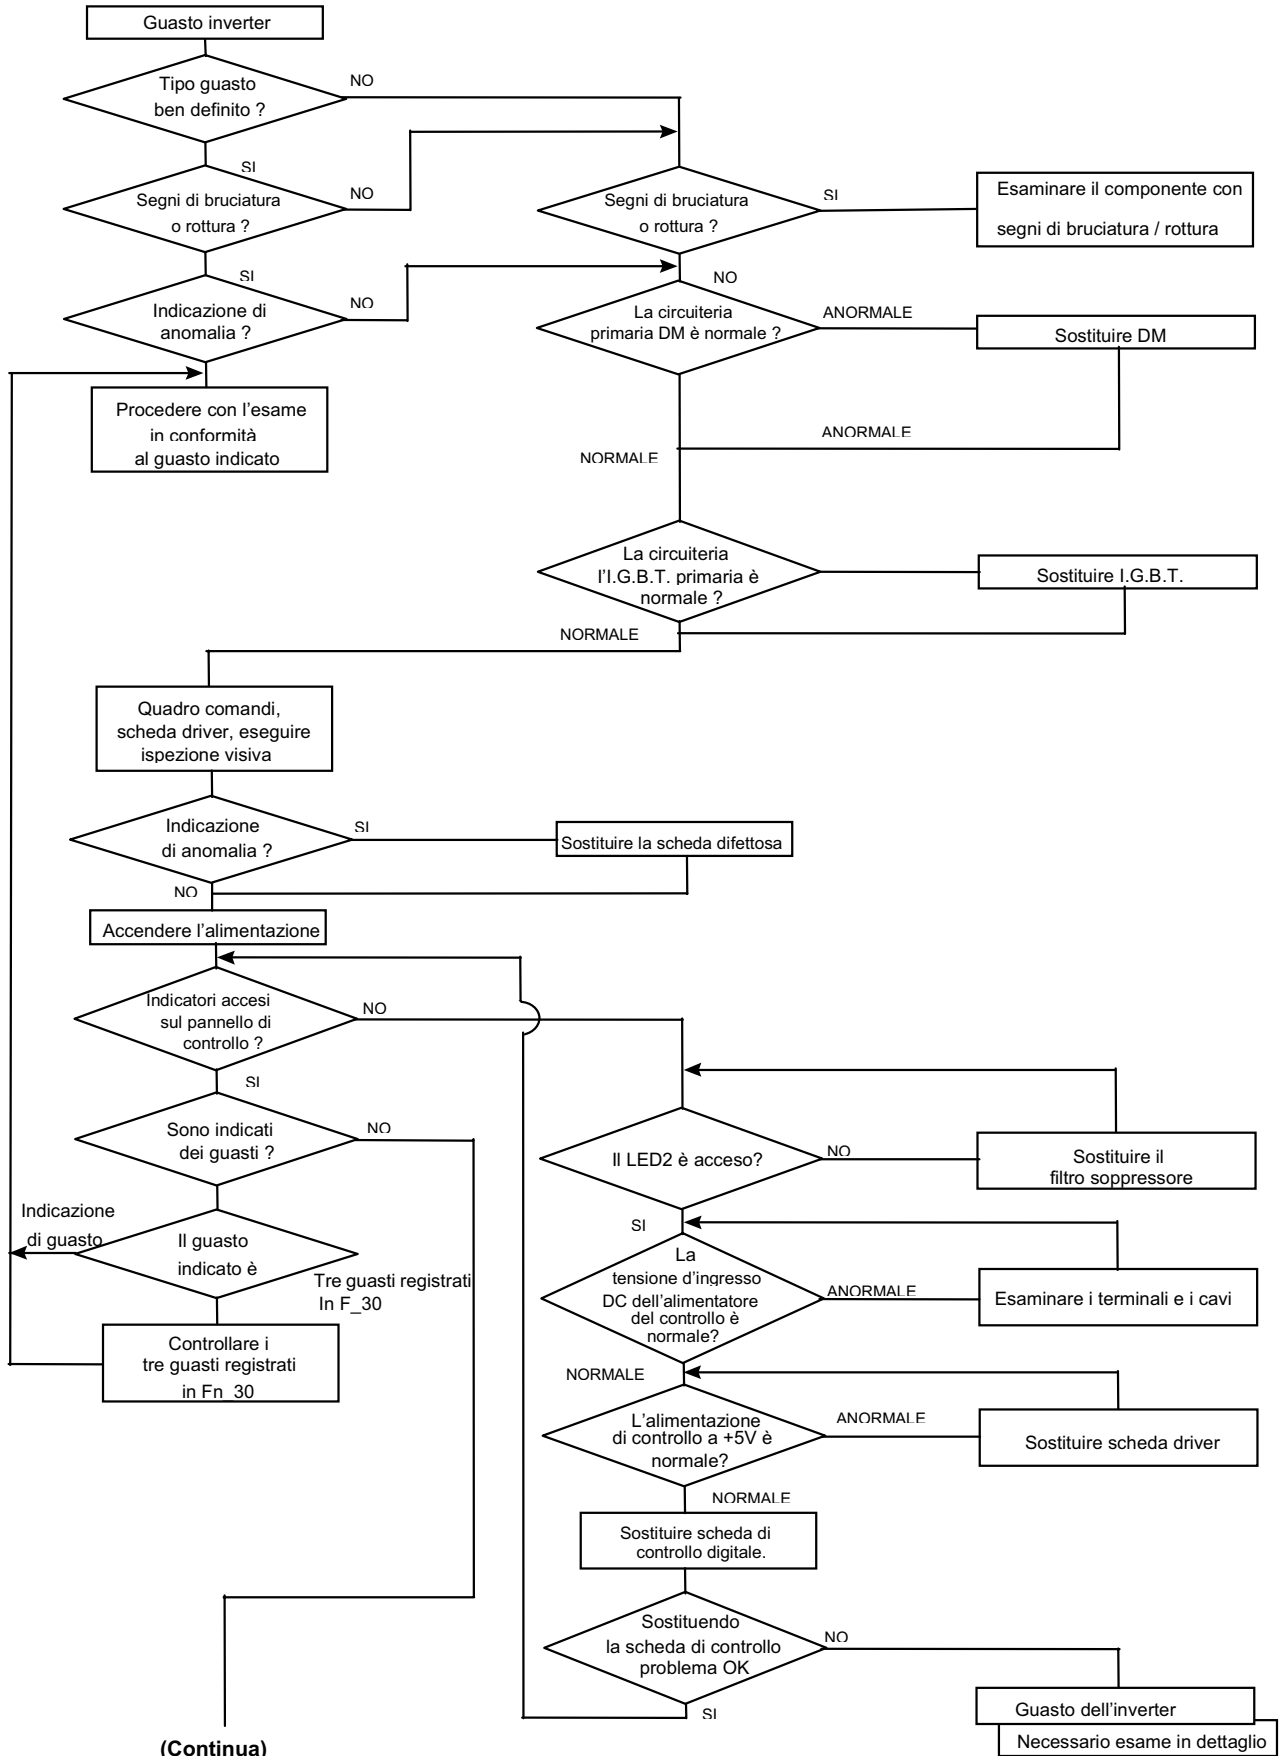 Guasto inverter
Tipo guasto
ben definito ?
NO
SI
Segni di bruciatura
o rottura ?
NO
SI
Indicazione di
anomalia ?
NO
Procedere con l'esame
in conformità
al guasto indicato
Segni di bruciatura
o rottura ?
SI
Esaminare il componente con
segni di bruciatura / rottura
NO
La circuiteria
primaria DM è normale ?
ANORMALE
Sostituire DM
ANORMALE
NORMALE
La circuiteria
l'I.G.B.T. primaria è
normale ?
Sostituire I.G.B.T.
NORMALE
Quadro comandi,
scheda driver, eseguire
ispezione visiva
Indicazione
di anomalia ?
SI
Sostituire la scheda difettosa
NO
Accendere l'alimentazione
Indicatori accesi
sul pannello di
controllo ?
NO
SI
Sono indicati
dei guasti ?
NO
Indicazione
di guasto
Il guasto
indicato è
Tre guasti registrati
In F_30
Controllare i
tre guasti registrati
in Fn_30
Il LED2 è acceso?
NO
Sostituire il
filtro soppressore
SI
La
tensione d'ingresso
DC dell'alimentatore
del controllo è
normale?
ANORMALE
Esaminare i terminali e i cavi
NORMALE
L'alimentazione
di controllo a +5V è
normale?
ANORMALE
Sostituire scheda driver
NORMALE
Sostituire scheda di
controllo digitale.
Sostituendo
la scheda di controllo
problema OK
NO
SI
Guasto dell'inverter
Necessario esame in dettaglio
(Continua)